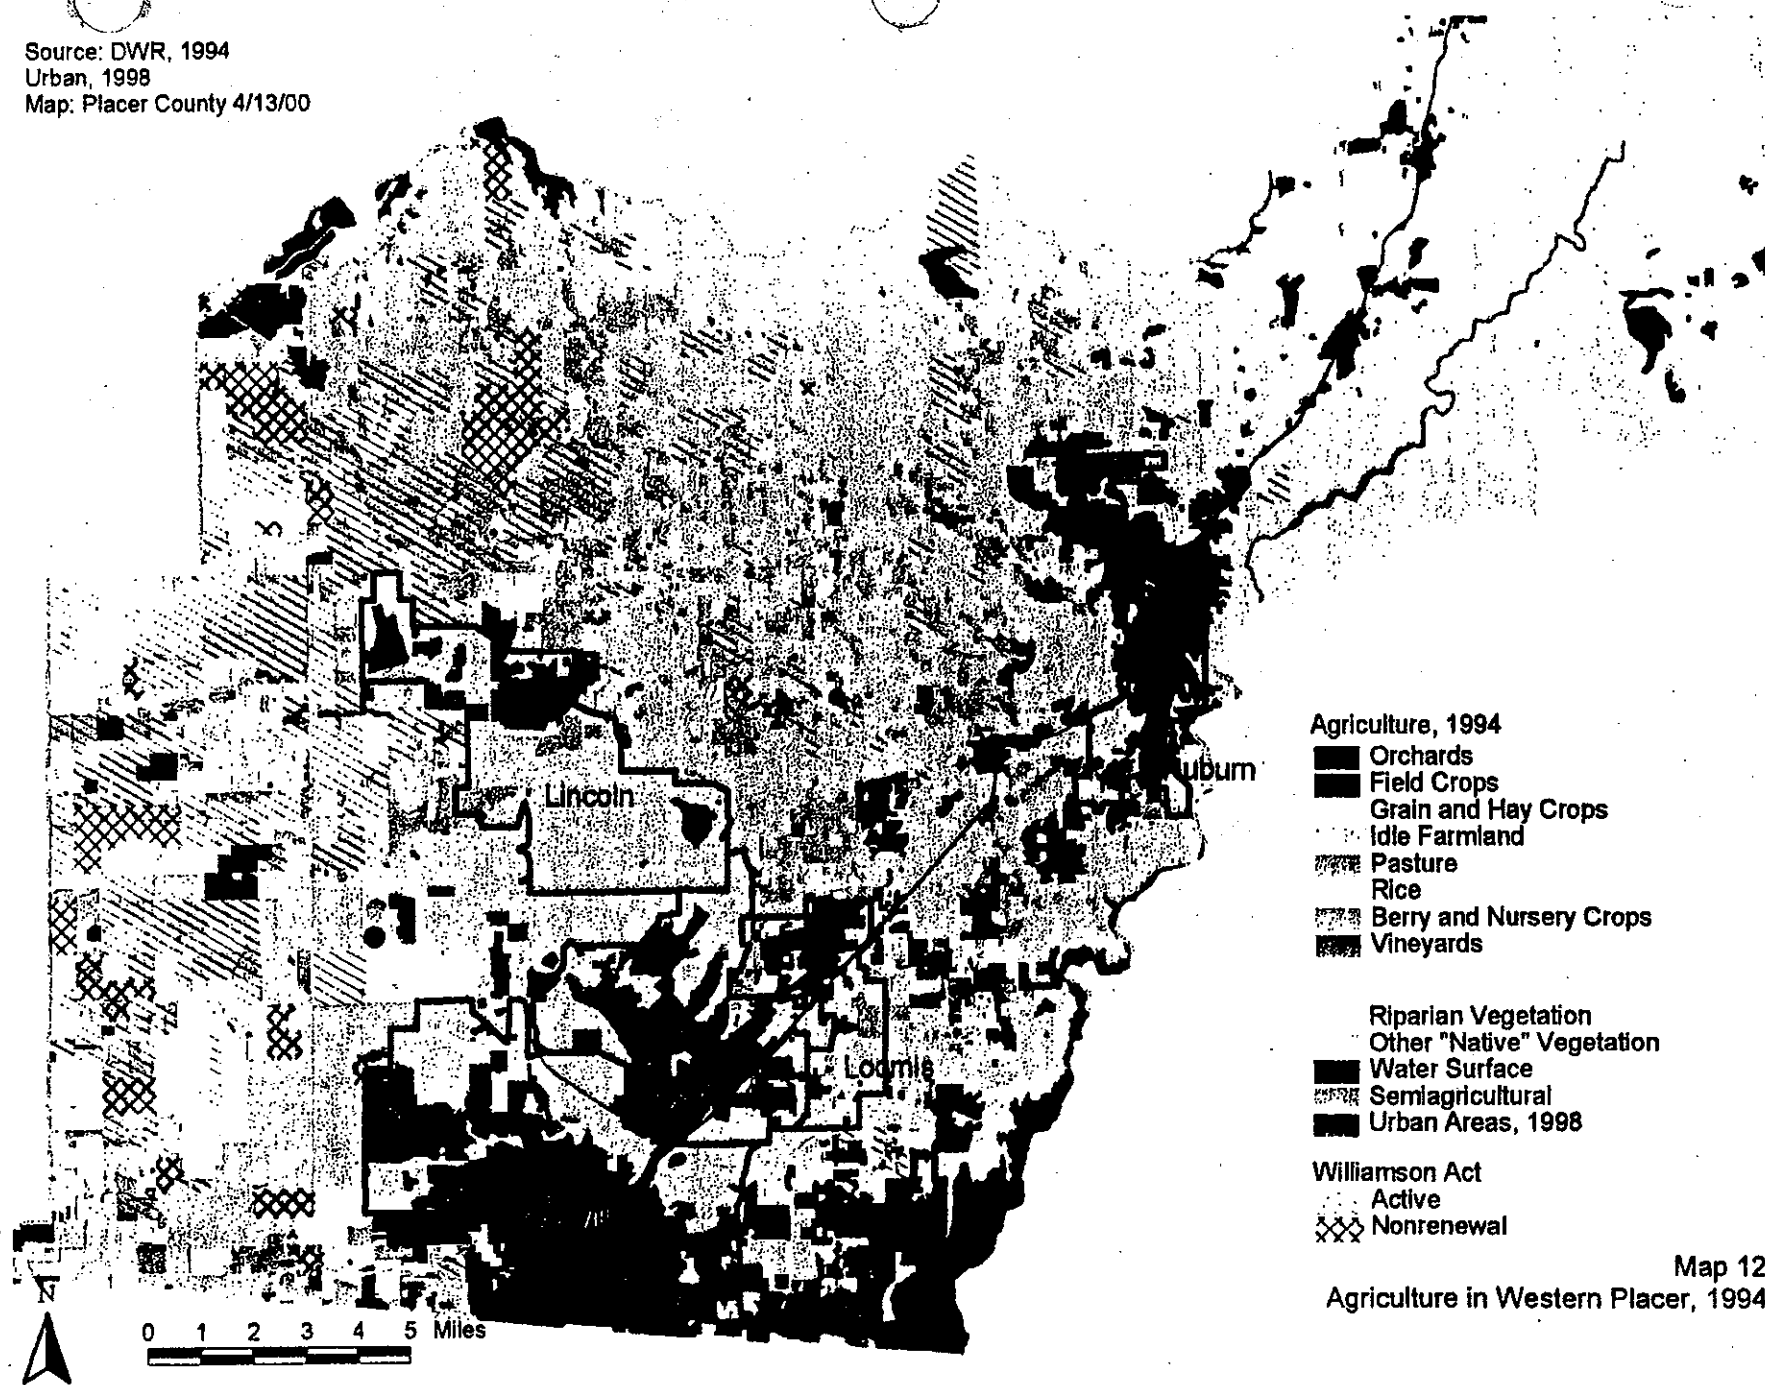 Source: DWR, 1994
Urban, 1998
Map: Placer County 4/13/00
Lincoln
uburn
Loomis
Agriculture, 1994
Orchards
Field Crops
Grain and Hay Crops
Idle Farmland
Pasture
Rice
Berry and Nursery Crops
Vineyards
Riparian Vegetation
Other "Native" Vegetation
Water Surface
Semiagricultural
Urban Areas, 1998
Williamson Act
Active
Nonrenewal
Map 12
Agriculture in Western Placer, 1994
N
0 1 2 3 4 5 Miles